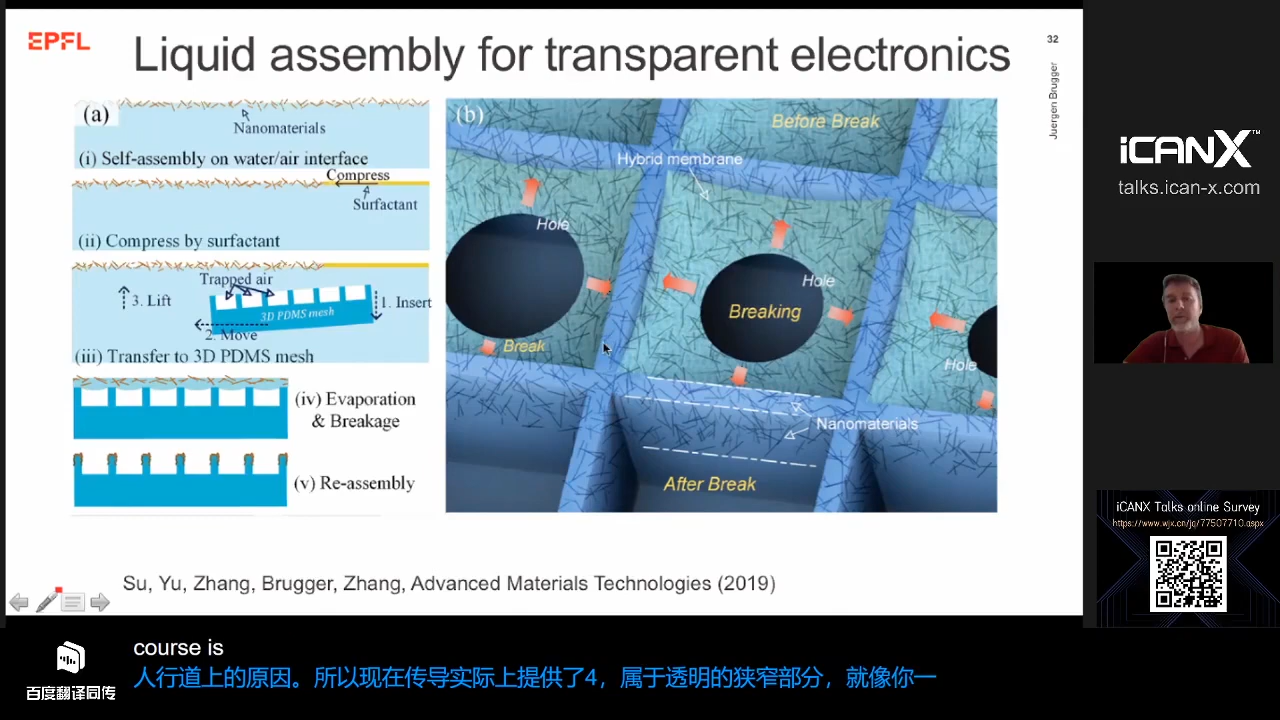 EPFL
Liquid assembly for transparent electronics
32
Juergen Brugger
(a)
Nanomaterials
(i) Self-assembly on water/air interface
Compress
Surfactant
(ii) Compress by surfactant
Trapped air
3. Lift
1. Insert
3D PDMS mesh
2. Move
(iii) Transfer to 3D PDMS mesh
(iv) Evaporation
& Breakage
(v) Re-assembly
(b)
Before Break
Hybrid membrane
Hole
Hole
Breaking
Break
Hole
Nanomaterials
After Break
Su, Yu, Zhang, Brugger, Zhang, Advanced Materials Technologies (2019)
iCANX™
talks.ican-x.com
iCANX Talks online Survey
https://www.wjx.cn/jq/77507710.aspx
course is
人行道上的原因。所以现在传导实际上提供了4，属于透明的狭窄部分，就像你一
百度翻译同传